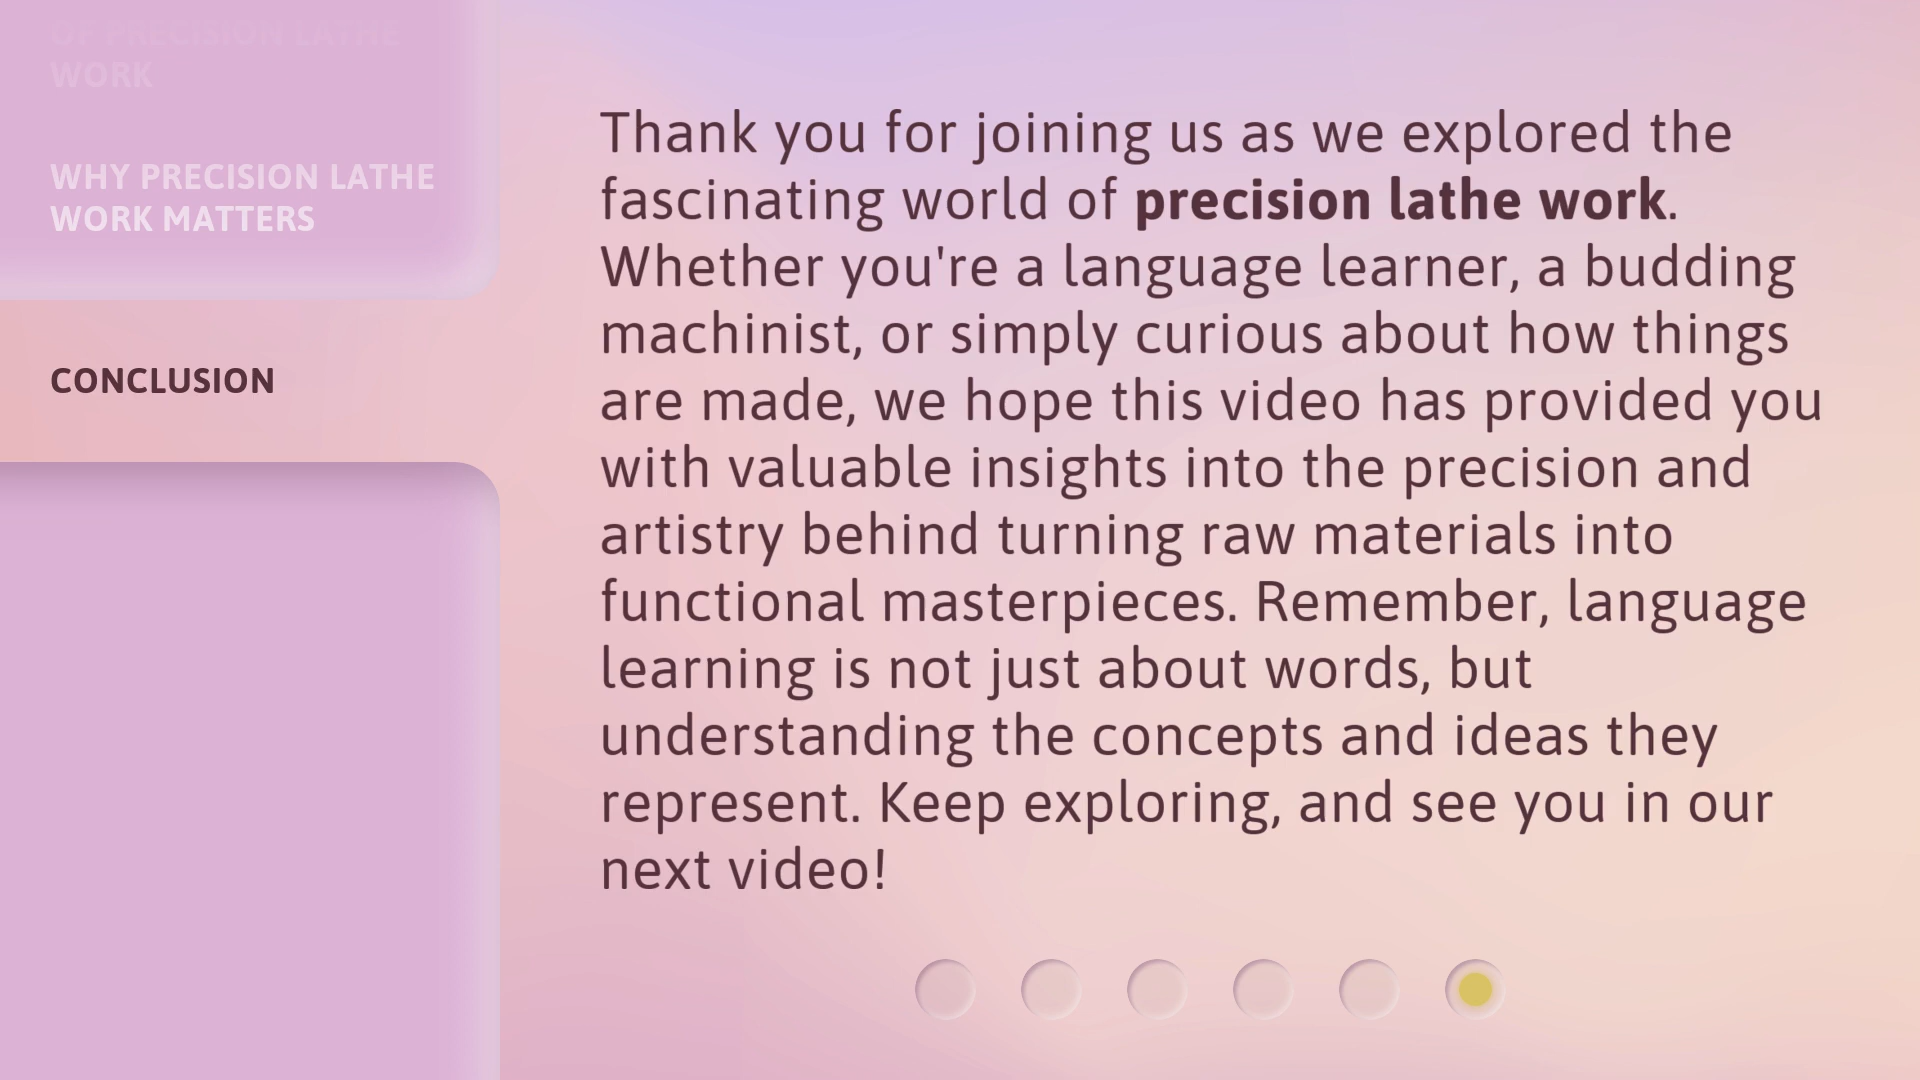 OF PRECISION LATHE
WORK
WHY PRECISION LATHE
WORK MATTERS
CONCLUSION
Thank you for joining us as we explored the
fascinating world of precision lathe work.
Whether you're a language learner, a budding
machinist, or simply curious about how things
are made, we hope this video has provided you
with valuable insights into the precision and
artistry behind turning raw materials into
functional masterpieces. Remember, language
learning is not just about words, but
understanding the concepts and ideas they
represent. Keep exploring, and see you in our
next video!